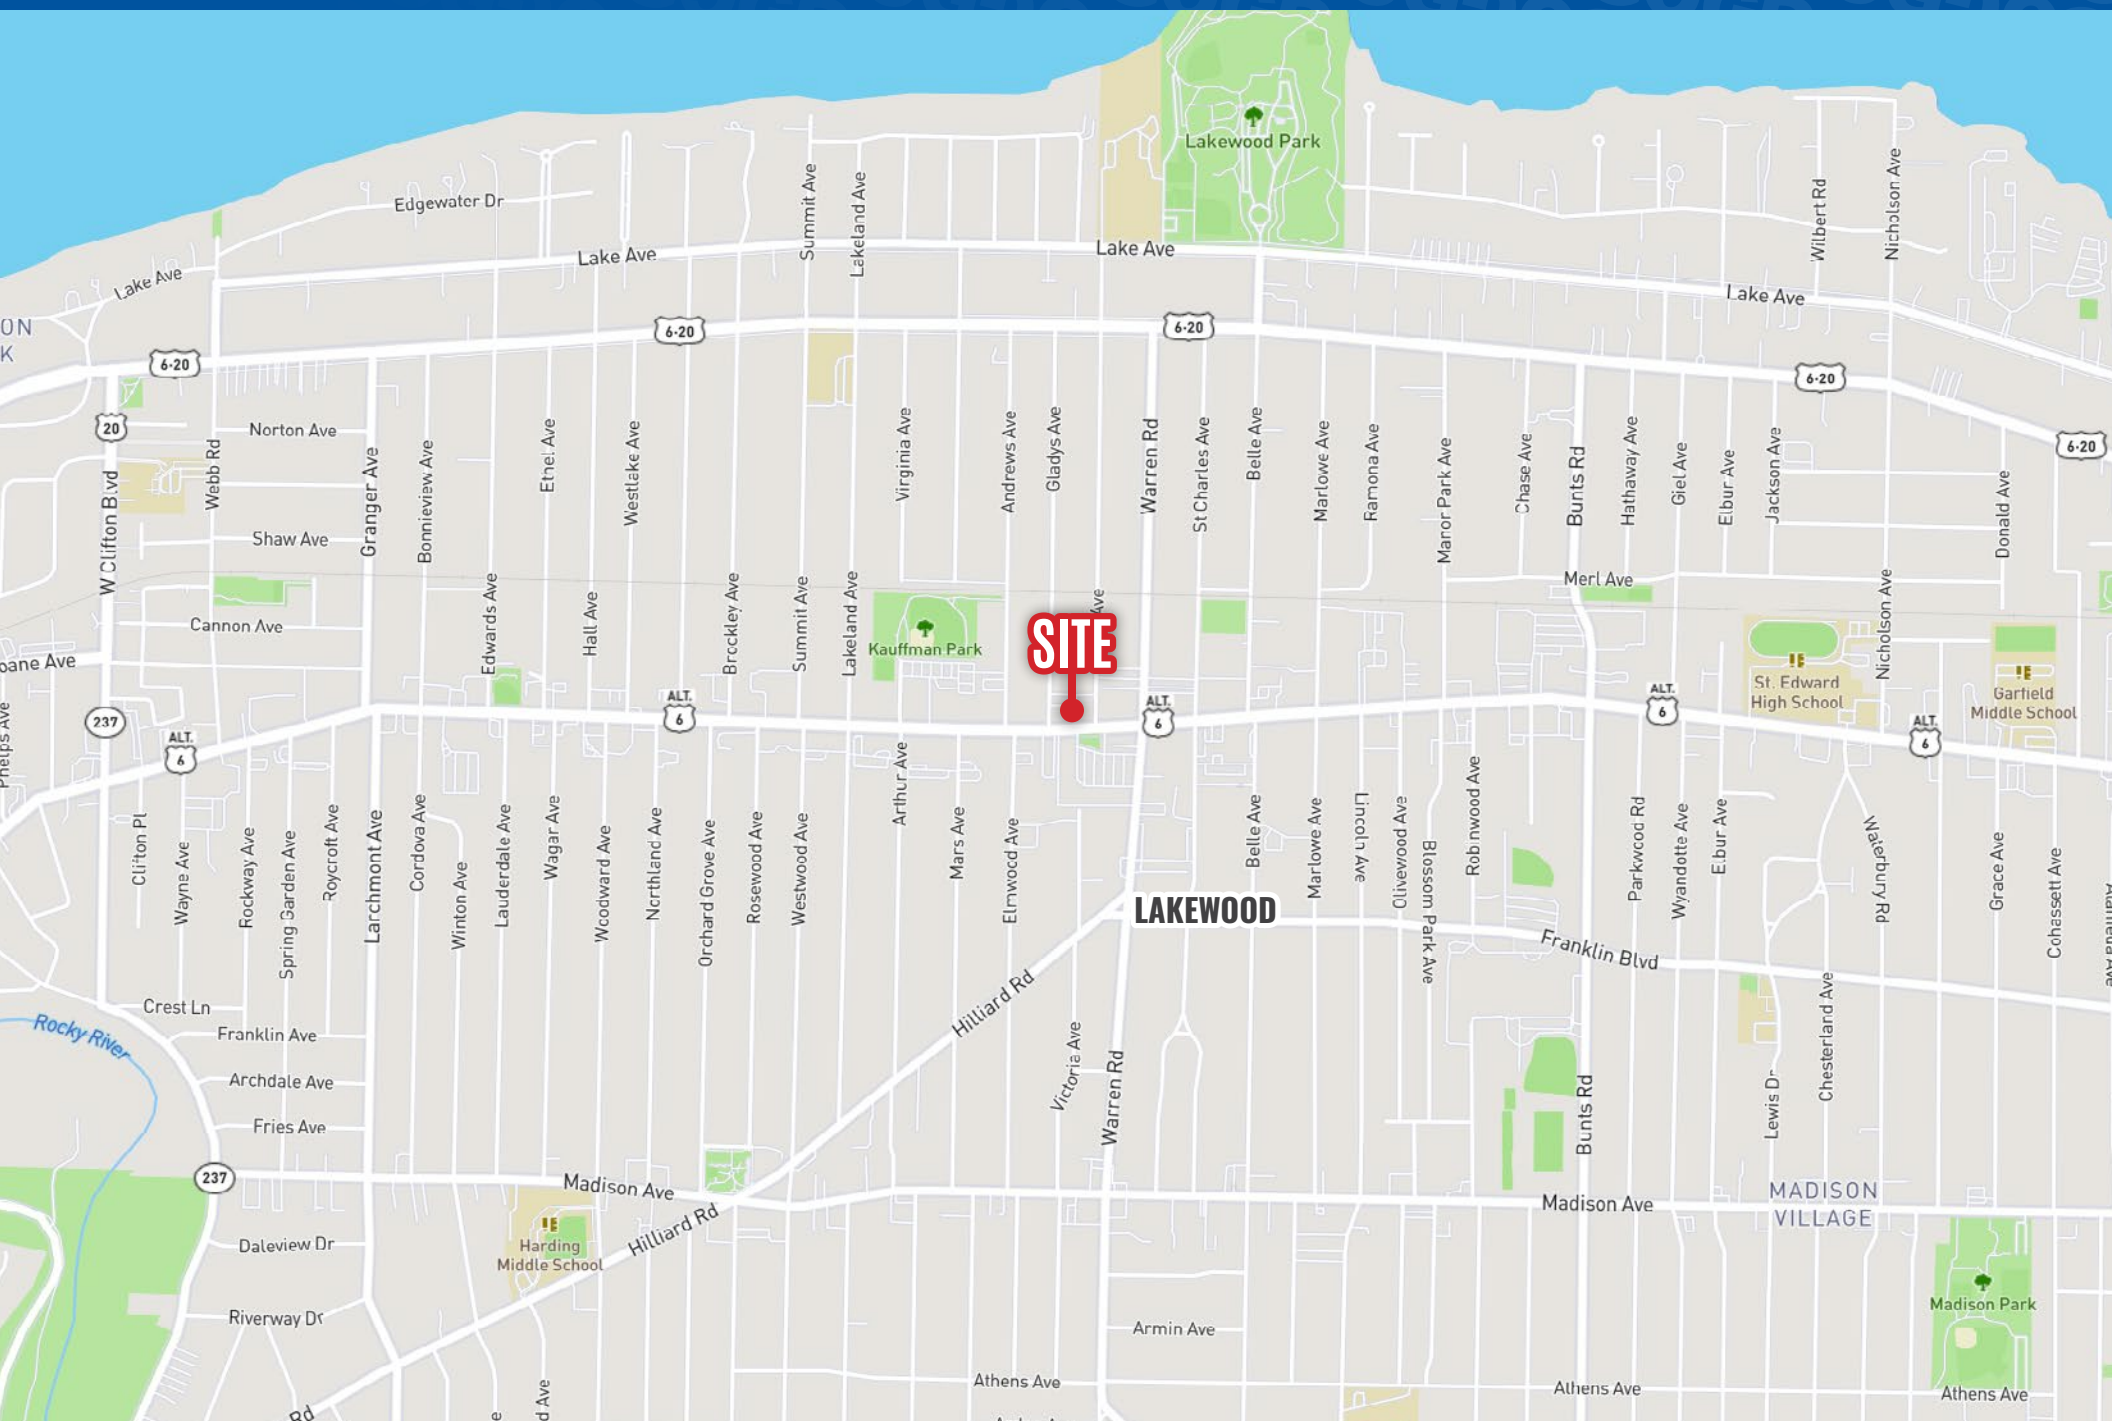 Lakewood Park
Edgewater Dr
Summit Ave
Lakeland Ave
Wilbert Rd
Nicholson Ave
Lake Ave
Lake Ave
Lake Ave
Lake Ave
ON
K
6-20
6-20
6-20
6-20
6-20
20
Norton Ave
W Clifton Blvd
Webb Rd
Granger Ave
Bonnieview Ave
Ethel Ave
Westlake Ave
Virginia Ave
Andrews Ave
Gladys Ave
Warren Rd
St Charles Ave
Belle Ave
Marlowe Ave
Ramona Ave
Manor Park Ave
Chase Ave
Bunts Rd
Hathaway Ave
Giel Ave
Elbur Ave
Jackson Ave
Donald Ave
Shaw Ave
Merl Ave
Edwards Ave
Hall Ave
Brockley Ave
Summit Ave
Lakeland Ave
Ave
Nicholson Ave
Cannon Ave
Kauffman Park
SITE
St. Edward
High School
Garfield
Middle School
237
ALT.
6
ALT.
6
ALT.
6
ALT.
6
ALT.
6
Clifton Pl
Wayne Ave
Rockway Ave
Spring Garden Ave
Roycroft Ave
Larchmont Ave
Cordova Ave
Winton Ave
Lauderdale Ave
Wagar Ave
Woodward Ave
Northland Ave
Orchard Grove Ave
Rosewood Ave
Westwood Ave
Arthur Ave
Mars Ave
Elmwood Ave
Belle Ave
Marlowe Ave
Lincoln Ave
Olivewood Ave
Blossom Park Ave
Robinwood Ave
Parkwood Rd
Wyandotte Ave
Elbur Ave
Waterbury Rd
Grace Ave
Cohassett Ave
LAKEWOOD
Franklin Blvd
Crest Ln
Rocky River
Franklin Ave
Hilliard Rd
Archdale Ave
Victoria Ave
Warren Rd
Bunts Rd
Lewis Dr
Chesterland Ave
Fries Ave
237
Madison Ave
Madison Ave
MADISON
VILLAGE
Hilliard Rd
Daleview Dr
Harding
Middle School
Madison Park
Riverway Dr
Armin Ave
Athens Ave
Athens Ave
Athens Ave
Rd
d Ave